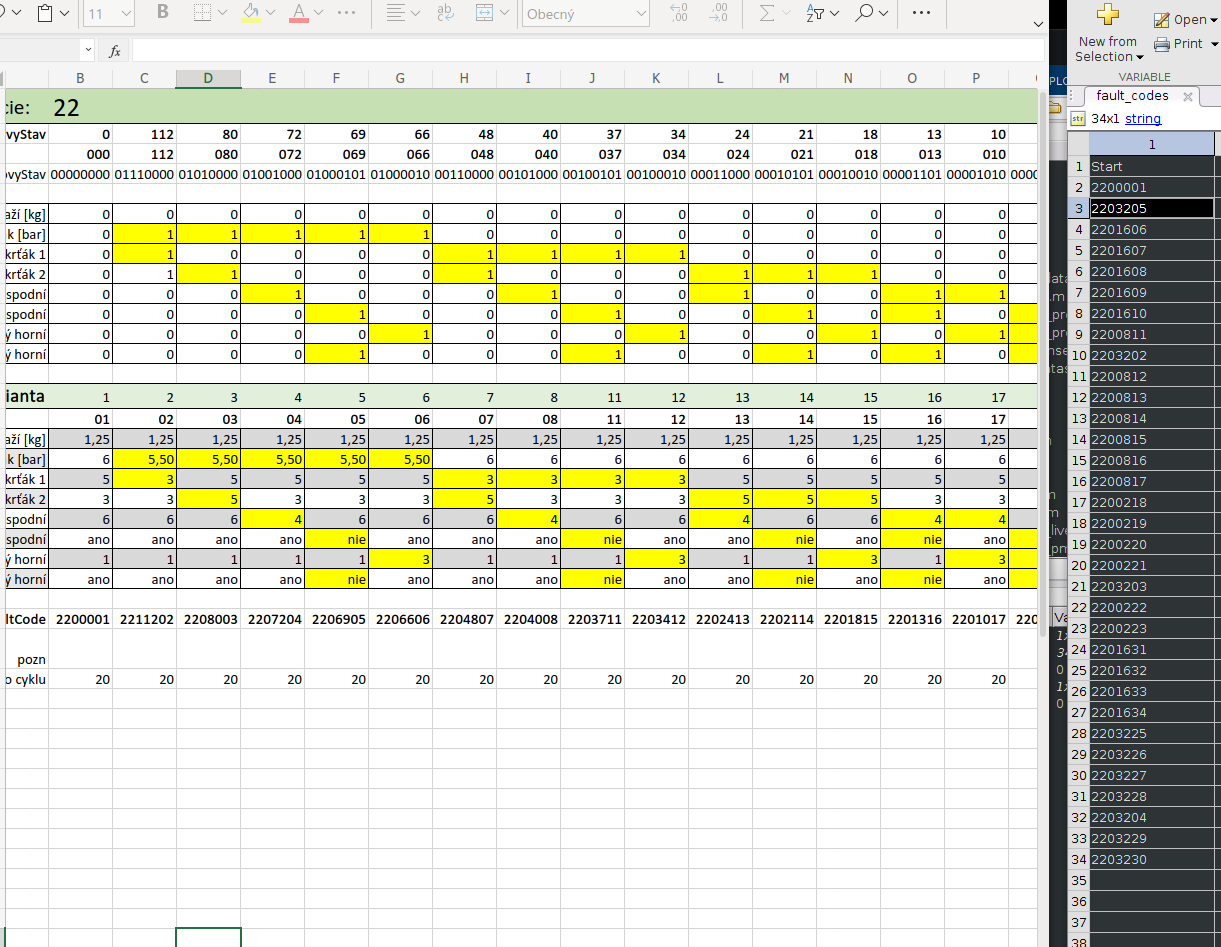 11 B A Obecný ,00 ,00 A Z
New from Selection
Open
Print
VARIABLE
fx
B C D E F G H I J K L M N O P
cie: 22
ovyStav 0 112 80 72 69 66 48 40 37 34 24 21 18 13 10
000 112 080 072 069 066 048 040 037 034 024 021 018 013 010
ovyStav 00000000 01110000 01010000 01001000 01000101 01000010 00110000 00101000 00100101 00100010 00011000 00010101 00010010 00001101 00001010 0000
aží [kg] 0 0 0 0 0 0 0 0 0 0 0 0 0 0 0
k [bar] 0 1 1 1 1 1 0 0 0 0 0 0 0 0 0
krťák 1 0 1 0 0 0 0 1 1 1 1 0 0 0 0 0
krťák 2 0 1 1 0 0 0 1 0 0 0 1 1 1 0 0
spodní 0 0 0 1 0 0 0 1 0 0 1 0 0 1 1
spodní 0 0 0 0 1 0 0 0 1 0 0 1 0 1 0
ý horní 0 0 0 0 0 1 0 0 0 1 0 0 1 0 1
ý horní 0 0 0 0 1 0 0 0 1 0 0 1 0 1 0
ianta 1 2 3 4 5 6 7 8 11 12 13 14 15 16 17
01 02 03 04 05 06 07 08 11 12 13 14 15 16 17
aží [kg] 1,25 1,25 1,25 1,25 1,25 1,25 1,25 1,25 1,25 1,25 1,25 1,25 1,25 1,25 1,25
k [bar] 6 5,50 5,50 5,50 5,50 5,50 6 6 6 6 6 6 6 6 6
krťák 1 5 3 5 5 5 5 3 3 3 3 5 5 5 5 5
krťák 2 3 3 5 3 3 3 5 3 3 3 5 5 5 3 3
spodní 6 6 6 4 6 6 6 4 6 6 4 6 6 4 4
spodní ano ano ano ano nie ano ano ano nie ano ano nie ano nie ano
ý horní 1 1 1 1 1 3 1 1 1 3 1 1 3 1 3
ý horní ano ano ano ano nie ano ano ano nie ano ano nie ano nie ano
ltCode 2200001 2211202 2208003 2207204 2206905 2206606 2204807 2204008 2203711 2203412 2202413 2202114 2201815 2201316 2201017 220
pozn
o cyklu 20 20 20 20 20 20 20 20 20 20 20 20 20 20 20
PLO
fault_codes
str 34x1 string
1
1 Start
2 2200001
3 2203205
4 2201606
5 2201607
6 2201608
7 2201609
8 2201610
9 2200811
10 2203202
11 2200812
12 2200813
13 2200814
14 2200815
15 2200816
16 2200817
17 2200218
18 2200219
19 2200220
20 2200221
21 2203203
22 2200222
23 2200223
24 2201631
25 2201632
26 2201633
27 2201634
28 2203225
29 2203226
30 2203227
31 2203228
32 2203204
33 2203229
34 2203230
35
36
37
38